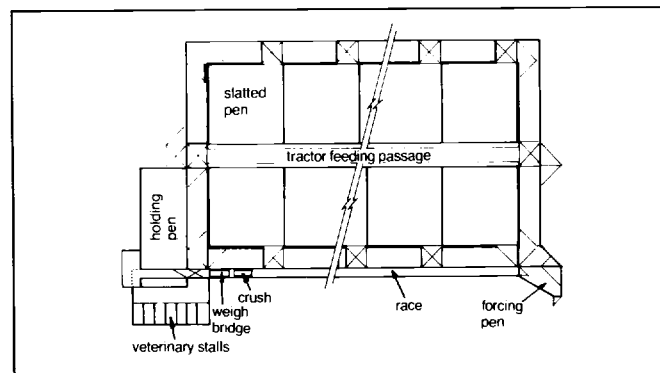 slatted
pen
tractor feeding passage
holding
pen
crush
weigh
bridge
race
forcing
pen
veterinary stalls